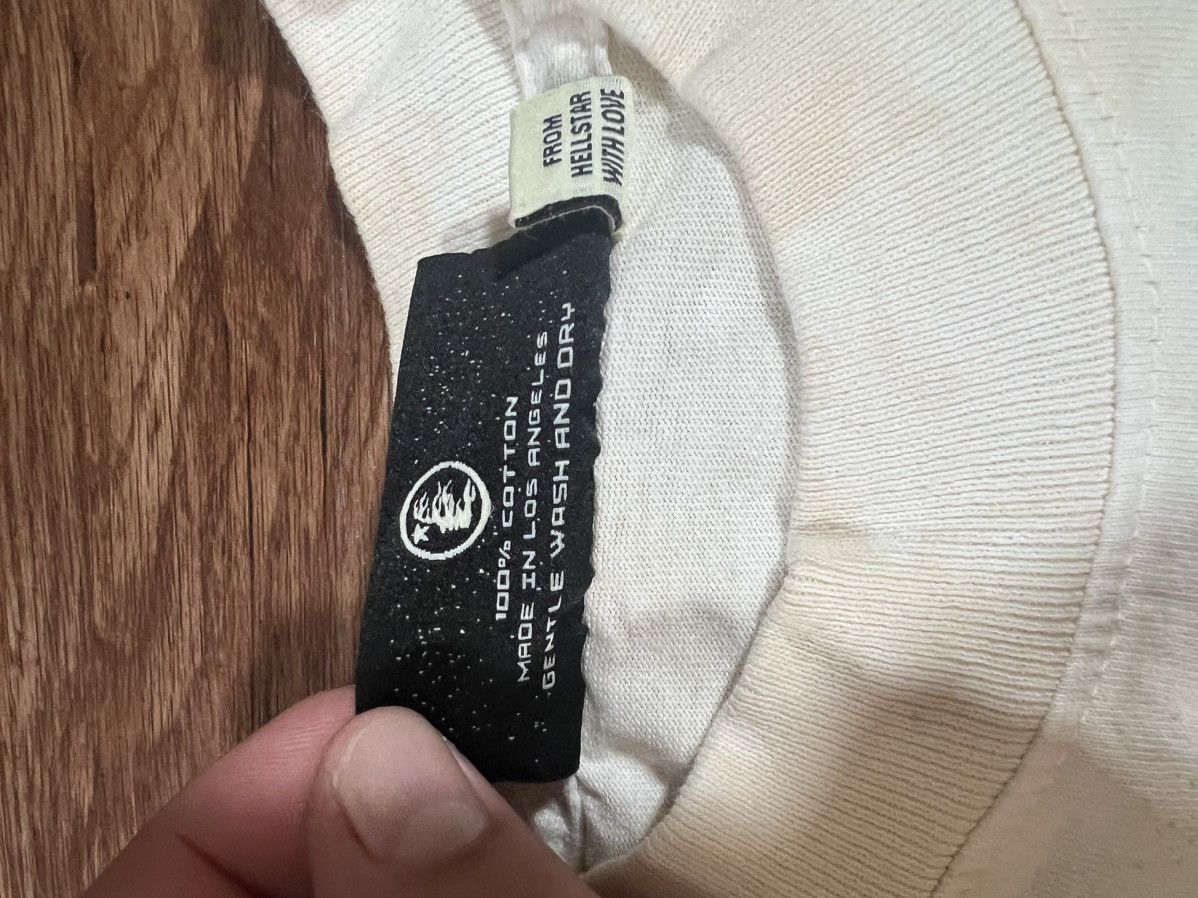 FROM
HELLSTAR
WITH LOVE
100% COTTON
MADE IN LOS ANGELES
GENTLE WASH AND DRY